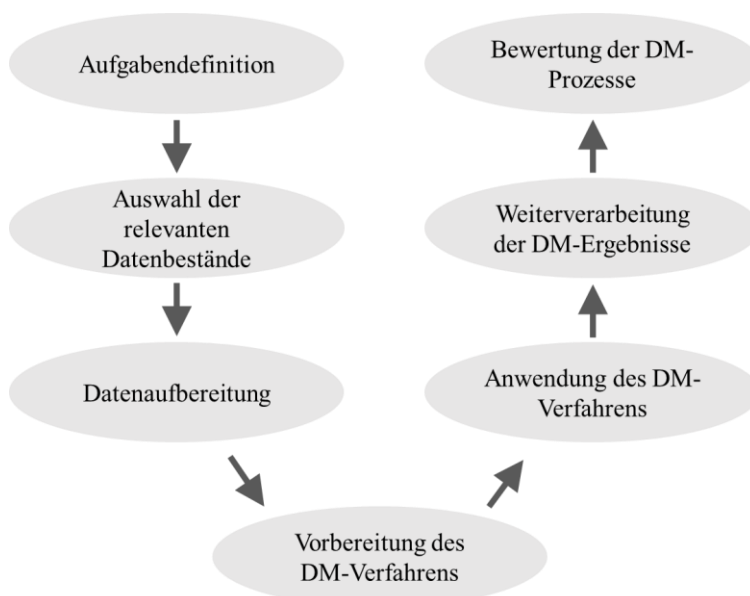 Aufgabendefinition
Auswahl der
relevanten
Datenbestände
Datenaufbereitung
Vorbereitung des
DM-Verfahrens
Anwendung des DM-
Verfahrens
Weiterverarbeitung
der DM-Ergebnisse
Bewertung der DM-
Prozesse